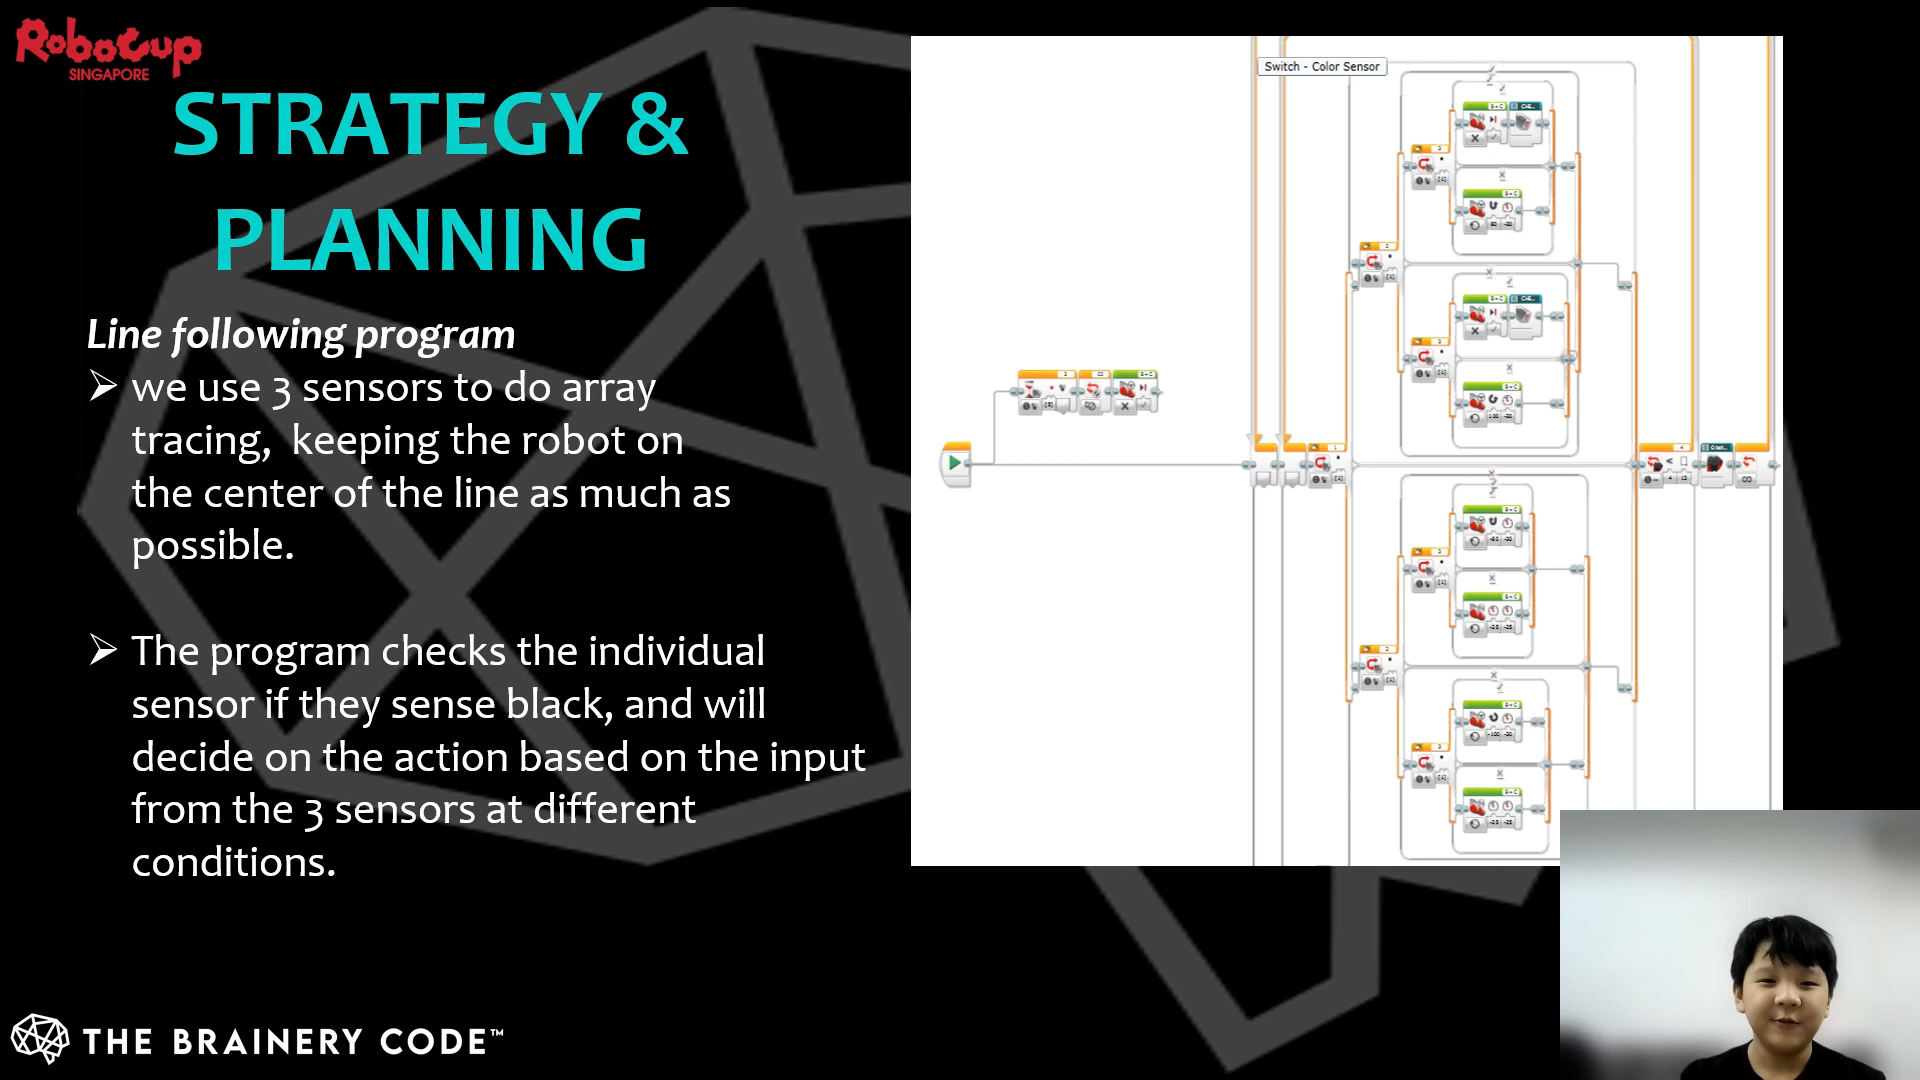 RoboCup
SINGAPORE
STRATEGY &
PLANNING
Line following program
➢ we use 3 sensors to do array
tracing, keeping the robot on
the center of the line as much as
possible.
➢ The program checks the individual
sensor if they sense black, and will
decide on the action based on the input
from the 3 sensors at different
conditions.
Switch - Color Sensor
THE BRAINERY CODE™